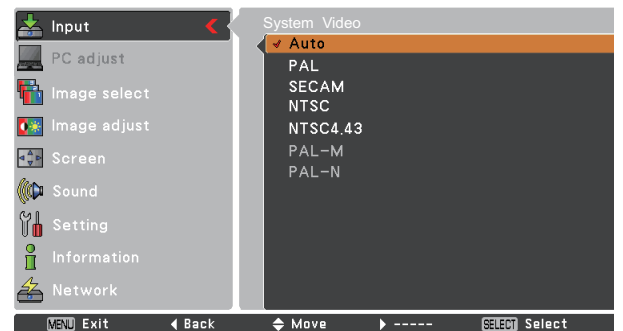 Input
PC adjust
Image select
Image adjust
Screen
Sound
Setting
Information
Network
System Video
Auto
PAL
SECAM
NTSC
NTSC4.43
PAL-M
PAL-N
MENU Exit ◀ Back Move ▶ ----- SELECT Select